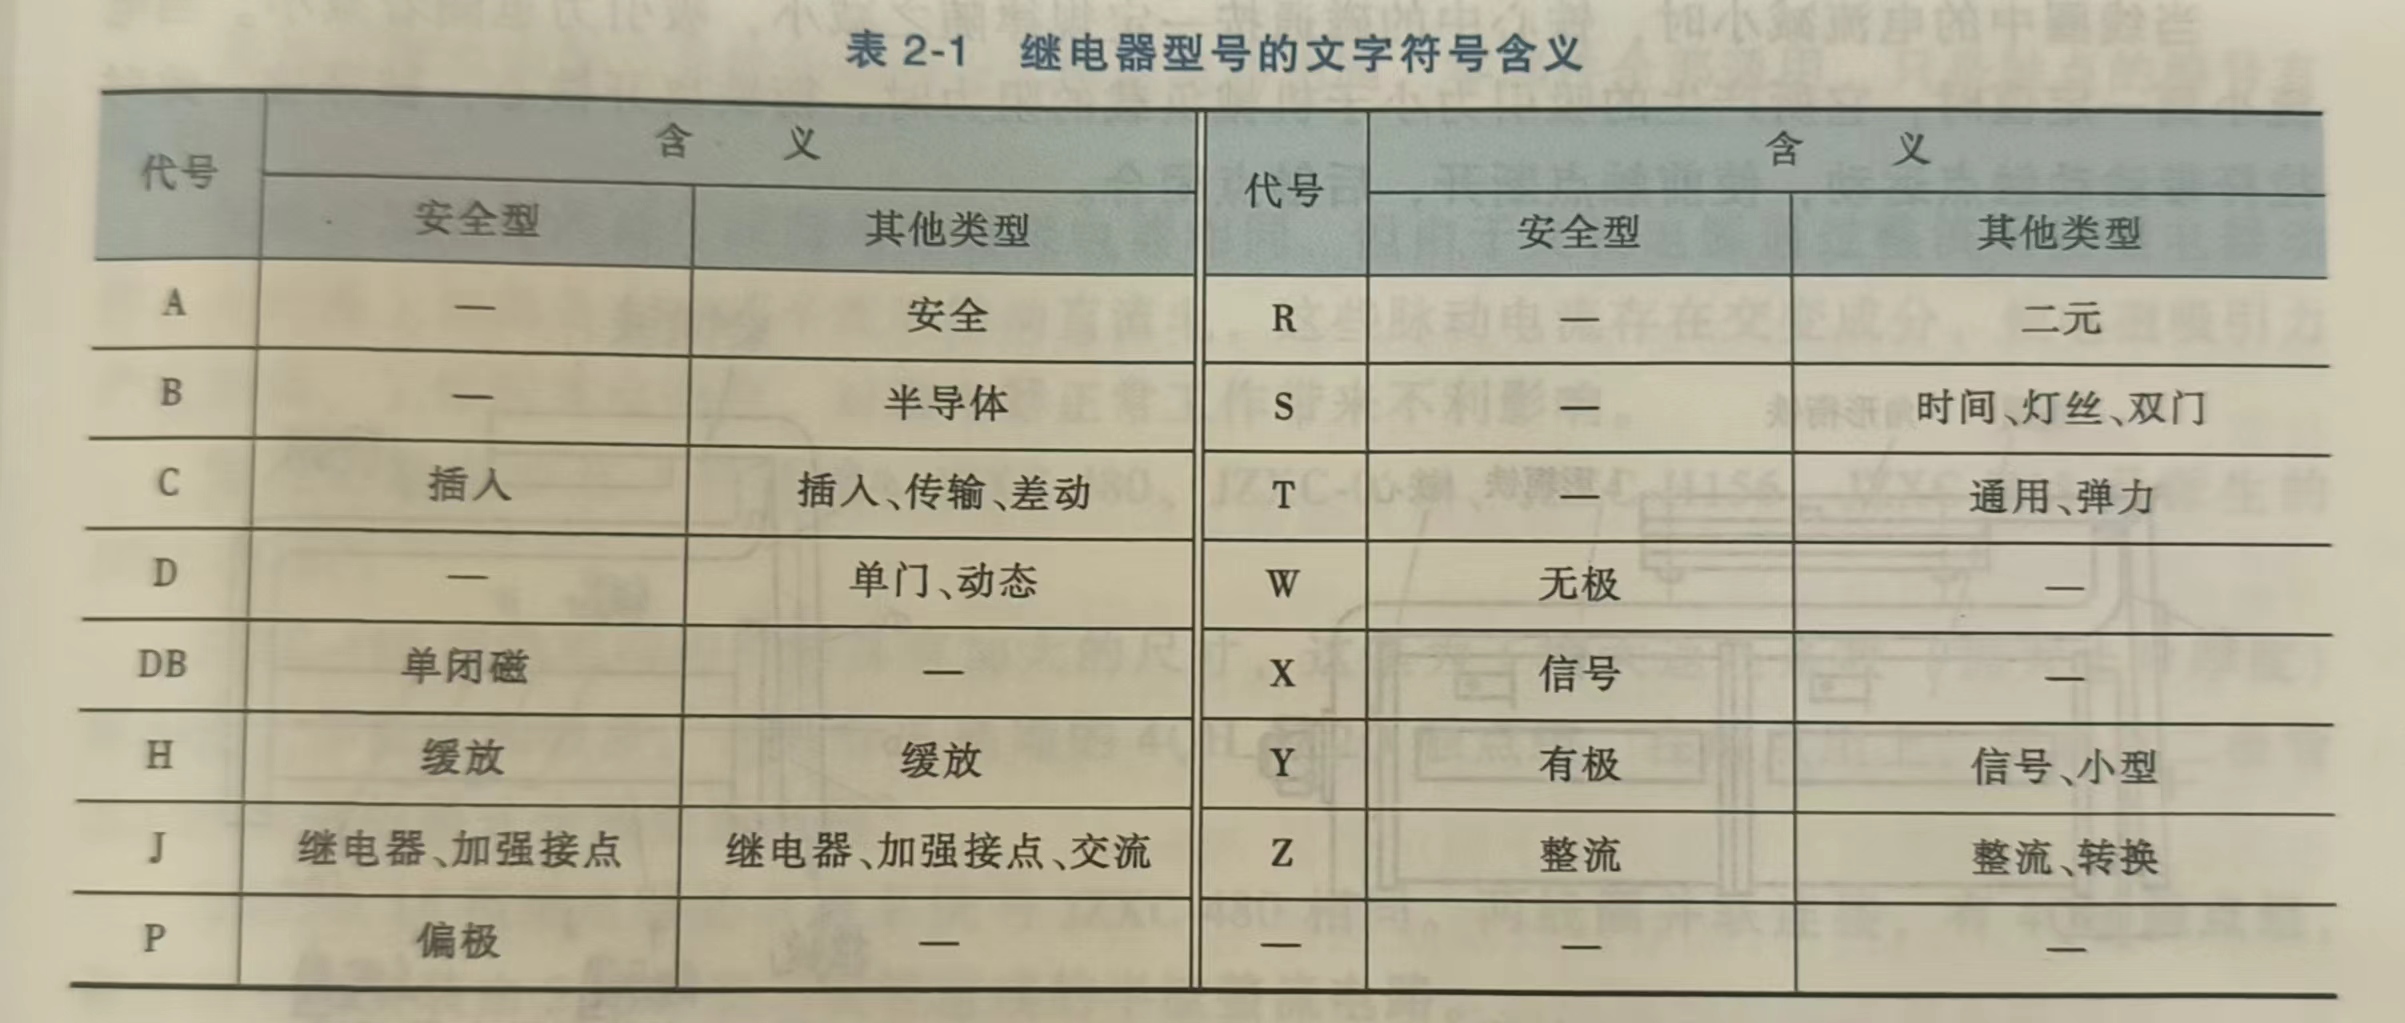 表 2-1 继电器型号的文字符号含义
代号 含 义 代号 含 义
安全型 其他类型 安全型 其他类型
A — 安全 R — 二元
B — 半导体 S — 时间、灯丝、双门
C 插入 插入、传输、差动 T — 通用、弹力
D — 单门、动态 W 无极 —
DB 单闭磁 — X 信号 —
H 缓放 缓放 Y 有极 信号、小型
J 继电器、加强接点 继电器、加强接点、交流 Z 整流 整流、转换
P 偏极 — — — —